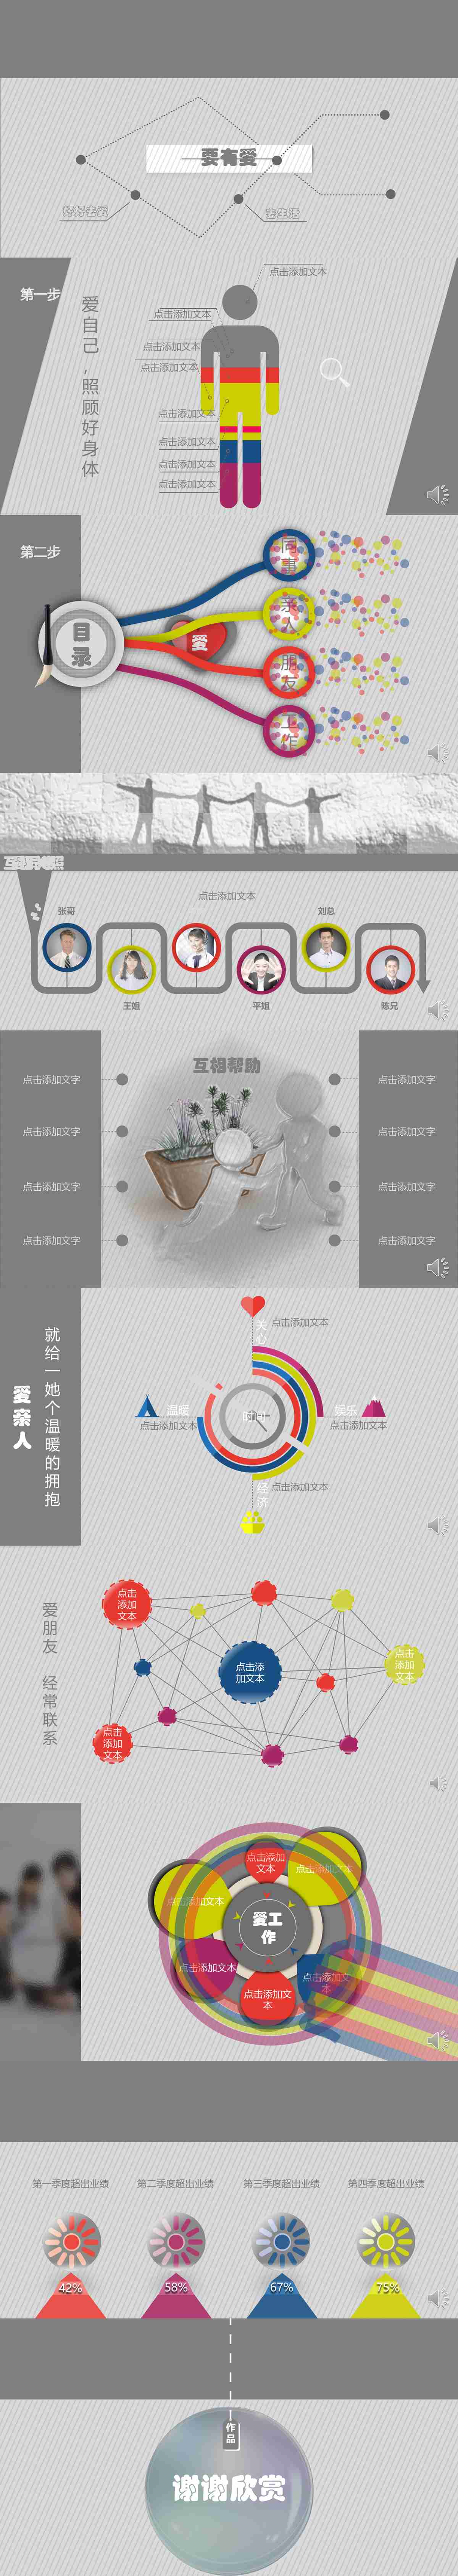 要有爱
好好去爱
去生活
第一步
爱自己，照顾好身体
点击添加文本
点击添加文本
点击添加文本
点击添加文本
点击添加文本
点击添加文本
点击添加文本
点击添加文本
第二步
目录
爱
同事
亲人
朋友
工作
点击添加文本
张哥
刘总
王姐
平姐
陈兄
互相帮助
点击添加文字
点击添加文字
点击添加文字
点击添加文字
点击添加文字
点击添加文字
点击添加文字
点击添加文字
爱亲人
就给一她个温暖的拥抱
关心
点击添加文本
温暖
点击添加文本
娱乐
点击添加文本
经济
点击添加文本
爱朋友 经常联系
点击添加文本
点击添加文本
点击添加文本
点击添加文本
点击添加文本
点击添加文本
点击添加文本
爱工作
点击添加文本
点击添加文本
点击添加文本
第一季度超出业绩
第二季度超出业绩
第三季度超出业绩
第四季度超出业绩
42%
58%
67%
75%
作品
谢谢欣赏